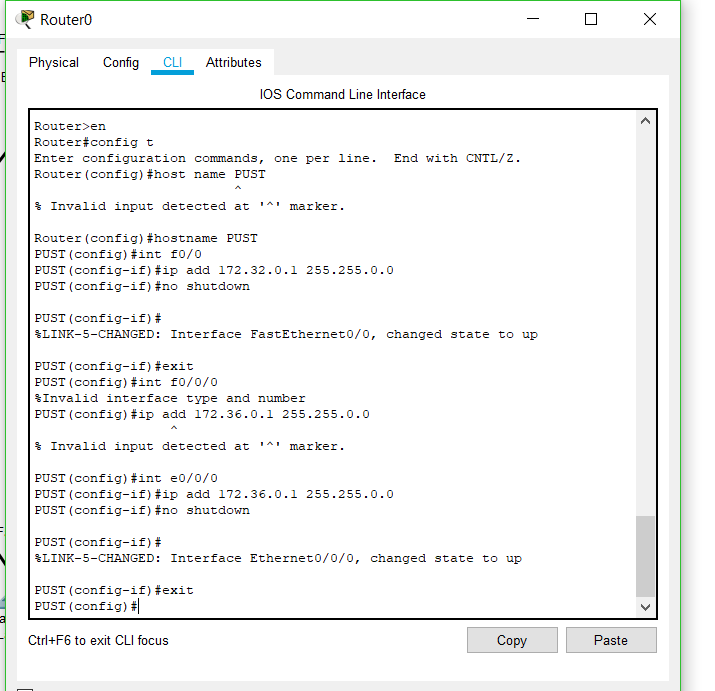 Router0
Physical Config CLI Attributes
IOS Command Line Interface
Router>en
Router#config t
Enter configuration commands, one per line.  End with CNTL/Z.
Router(config)#host name PUST
^
% Invalid input detected at '^' marker.
Router(config)#hostname PUST
PUST(config)#int f0/0
PUST(config-if)#ip add 172.32.0.1 255.255.0.0
PUST(config-if)#no shutdown
PUST(config-if)#
%LINK-5-CHANGED: Interface FastEthernet0/0, changed state to up
PUST(config-if)#exit
PUST(config)#int f0/0/0
%Invalid interface type and number
PUST(config)#ip add 172.36.0.1 255.255.0.0
^
% Invalid input detected at '^' marker.
PUST(config)#int e0/0/0
PUST(config-if)#ip add 172.36.0.1 255.255.0.0
PUST(config-if)#no shutdown
PUST(config-if)#
%LINK-5-CHANGED: Interface Ethernet0/0/0, changed state to up
PUST(config-if)#exit
PUST(config)#
Ctrl+F6 to exit CLI focus
Copy Paste